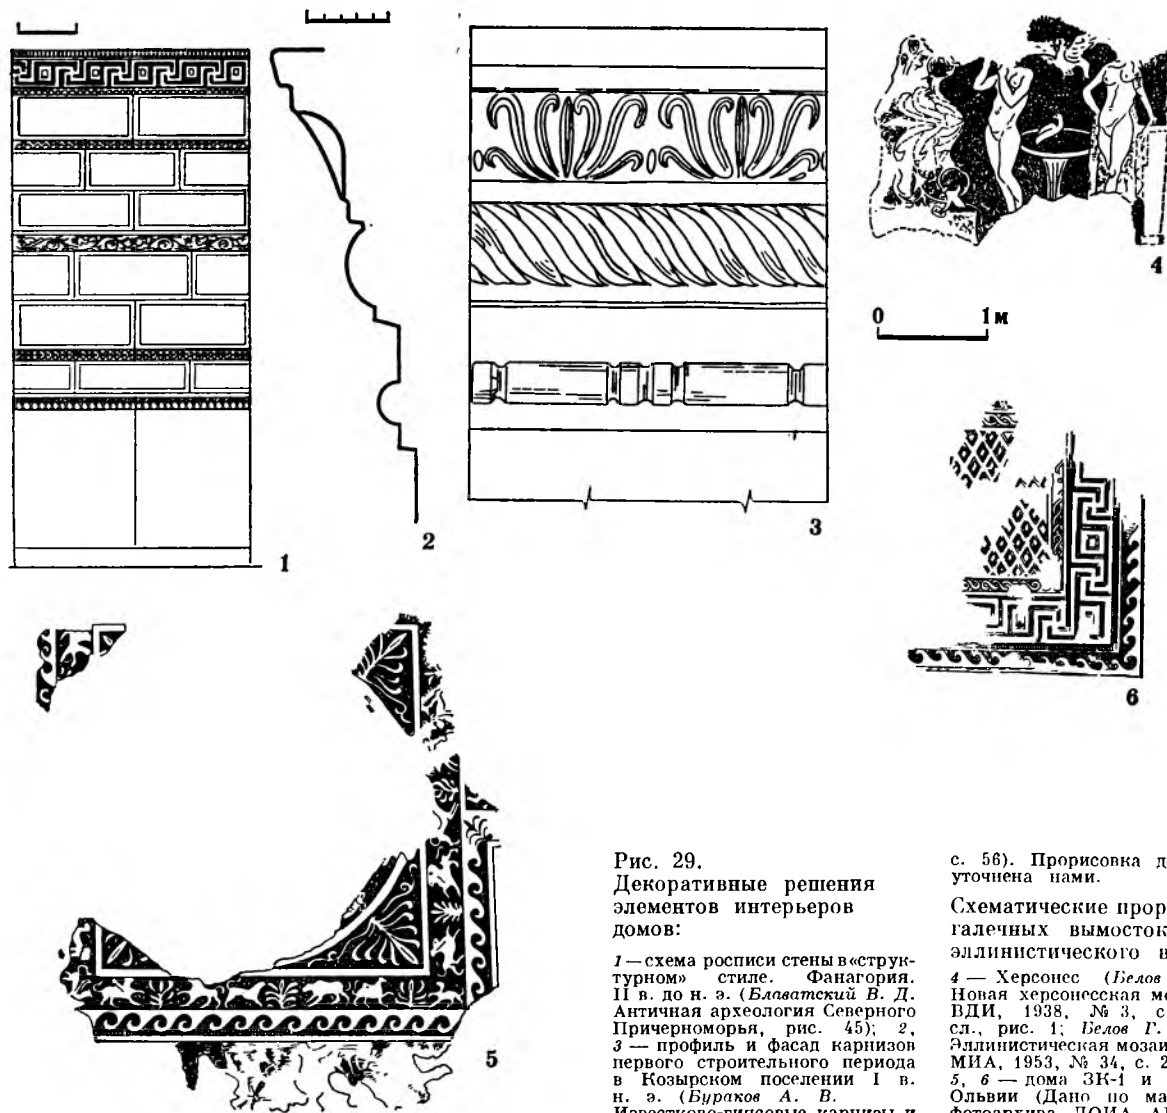 1
2
3
4
0 1м
5
6
Рис. 29.
Декоративные решения
элементов интерьеров
домов:
1 — схема росписи стены в «струк-
турном» стиле. Фанагория.
II в. до н. э. (Блаватский В. Д.
Античная археология Северного
Причерноморья, рис. 45); 2,
3 — профиль и фасад карнизов
первого строительного периода
в Козырском поселении I в.
н. э. (Бураков А. В.
Известково-гипсовые карнизы и
с. 56). Прорисовка д
уточнена нами.
Схематические прор
галечных вымосток
эллинистического в
4 — Херсонес (Белов
Новая херсонесская мо
ВДИ, 1938, № 3, с
сл., рис. 1; Белов Г.
Эллинистическая мозаи
МИА, 1953, № 34, с. 2
5, 6 — дома ЗК-1 и
Ольвии (Дано по ма